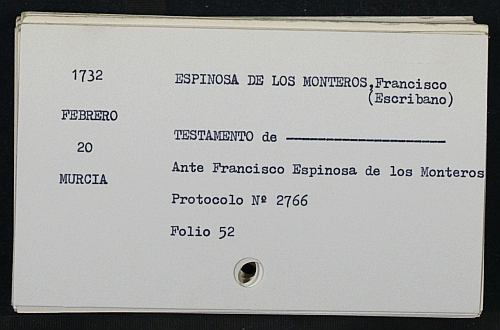 1732
ESPINOSA DE LOS MONTEROS,Francisco
(Escribano)
FEBRERO
TESTAMENTO de ____________________
20
Ante Francisco Espinosa de los Monteros
MURCIA
Protocolo Nº 2766
Folio 52